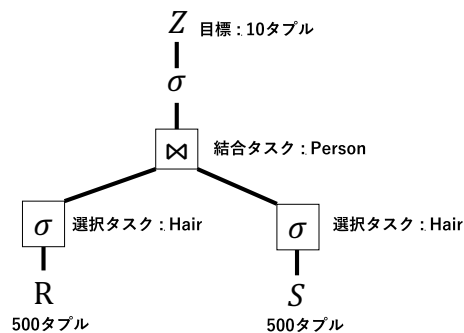 Z 目標：10タプル
σ
⋈ 結合タスク：Person
σ 選択タスク：Hair σ 選択タスク：Hair
R S
500タプル 500タプル